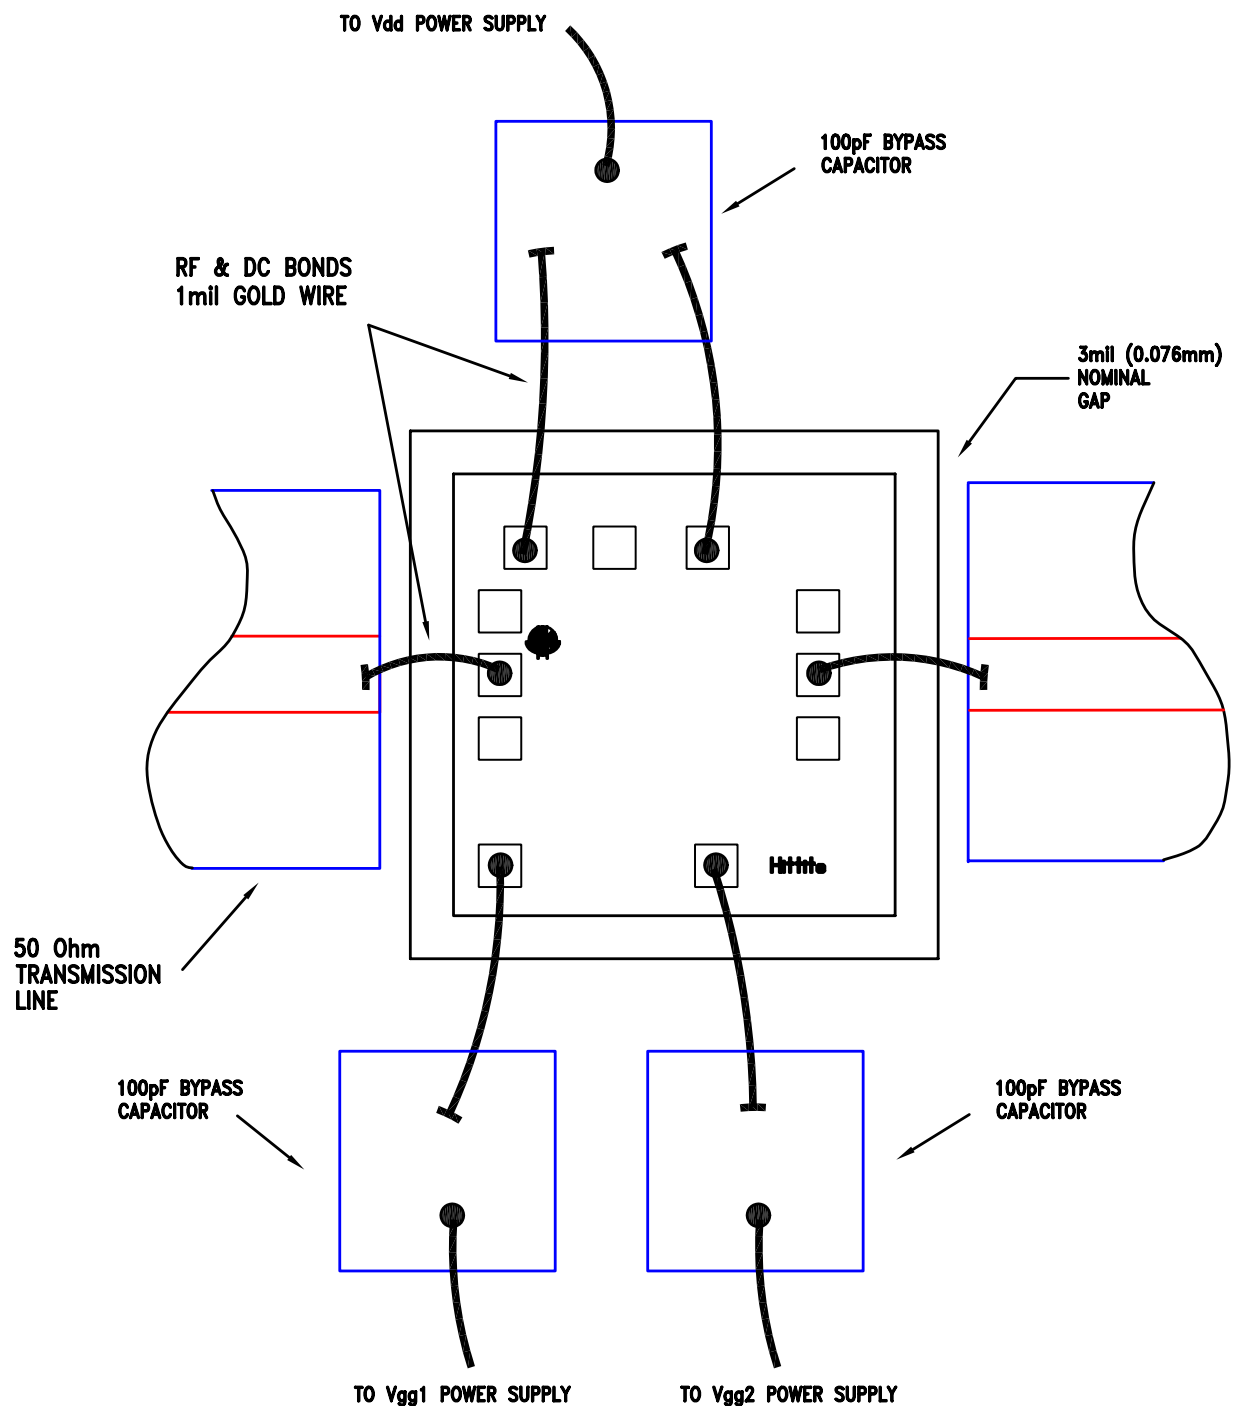 TO Vdd POWER SUPPLY
100pF BYPASS
CAPACITOR
RF & DC BONDS
1mil GOLD WIRE
3mil (0.076mm)
NOMINAL
GAP
Hittite
50 Ohm
TRANSMISSION
LINE
100pF BYPASS
CAPACITOR
100pF BYPASS
CAPACITOR
TO Vgg1 POWER SUPPLY
TO Vgg2 POWER SUPPLY